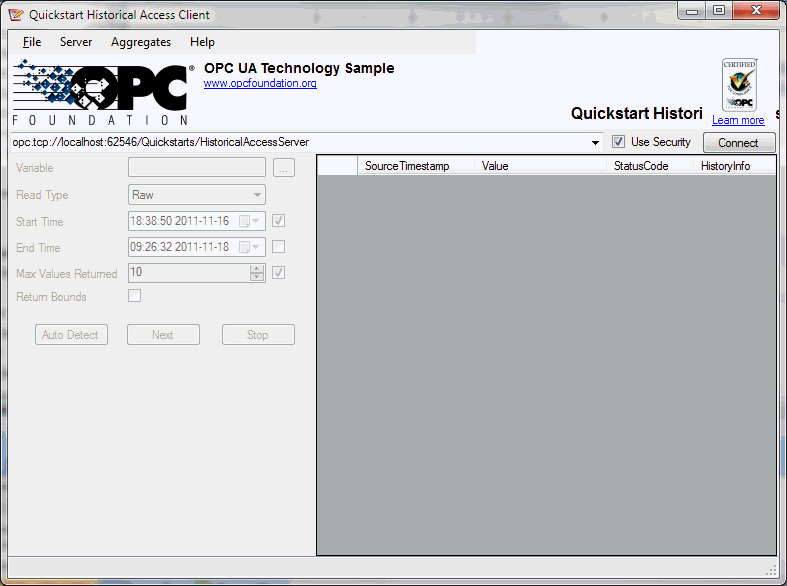 Quickstart Historical Access Client
File Server Aggregates Help
OPC
®
FOUNDATION
OPC UA Technology Sample
www.opcfoundation.org
CERTIFIED
OPC
Quickstart Histori
Learn more
opc.tcp://localhost:62546/Quickstarts/HistoricalAccessServer
Use Security
Connect
Variable
...
Read Type Raw
Start Time 18:38:50 2011-11-16
End Time 09:26:32 2011-11-18
Max Values Returned 10
Return Bounds
Auto Detect Next Stop
SourceTimestamp Value StatusCode HistoryInfo